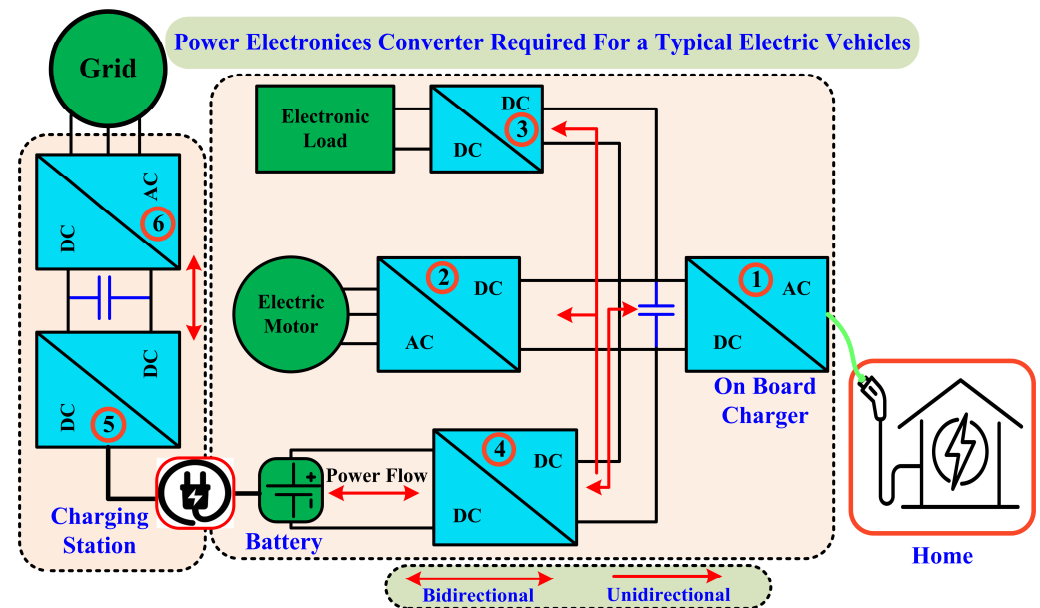 Power Electronices Converter Required For a Typical Electric Vehicles
Grid
AC
6
DC
DC
5
DC
Charging
Station
Electronic
Load
DC
3
DC
Electric
Motor
2
DC
AC
1
AC
DC
On Board
Charger
4
DC
DC
Power Flow
+
-
Battery
Home
Bidirectional
Unidirectional